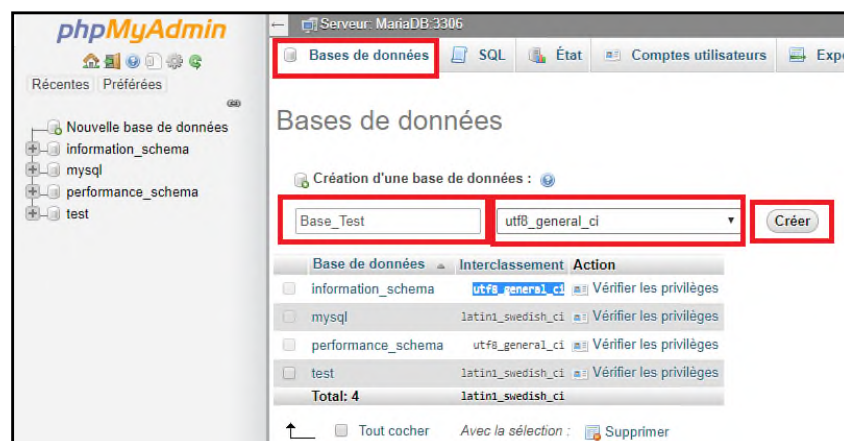 phpMyAdmin
Récentes Préférées
Nouvelle base de données
information_schema
mysql
performance_schema
test
Serveur: MariaDB:3306
Bases de données SQL État Comptes utilisateurs Expo
Bases de données
Création d'une base de données :
Base_Test utf8_general_ci Créer
Base de données Interclassement Action
information_schema utf8_general_ci Vérifier les privilèges
mysql latin1_swedish_ci Vérifier les privilèges
performance_schema utf8_general_ci Vérifier les privilèges
test latin1_swedish_ci Vérifier les privilèges
Total: 4 latin1_swedish_ci
Tout cocher Avec la sélection : Supprimer